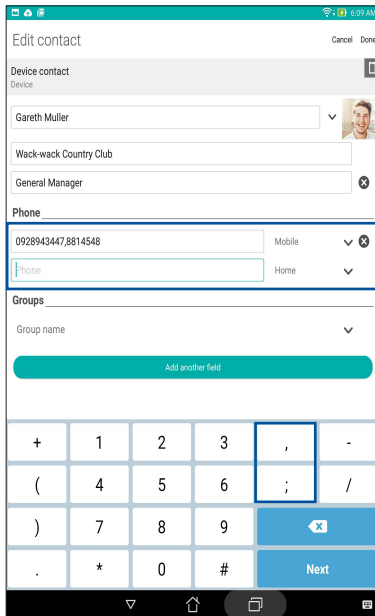 6:09 AM
Edit contact
Cancel Done
Device contact
Device
Gareth Muller
Wack-wack Country Club
General Manager
Phone
0928943447,8814548 Mobile
Phone Home
Groups
Group name
Add another field
+ 1 2 3 , -
( 4 5 6 ; /
) 7 8 9
. * 0 # Next